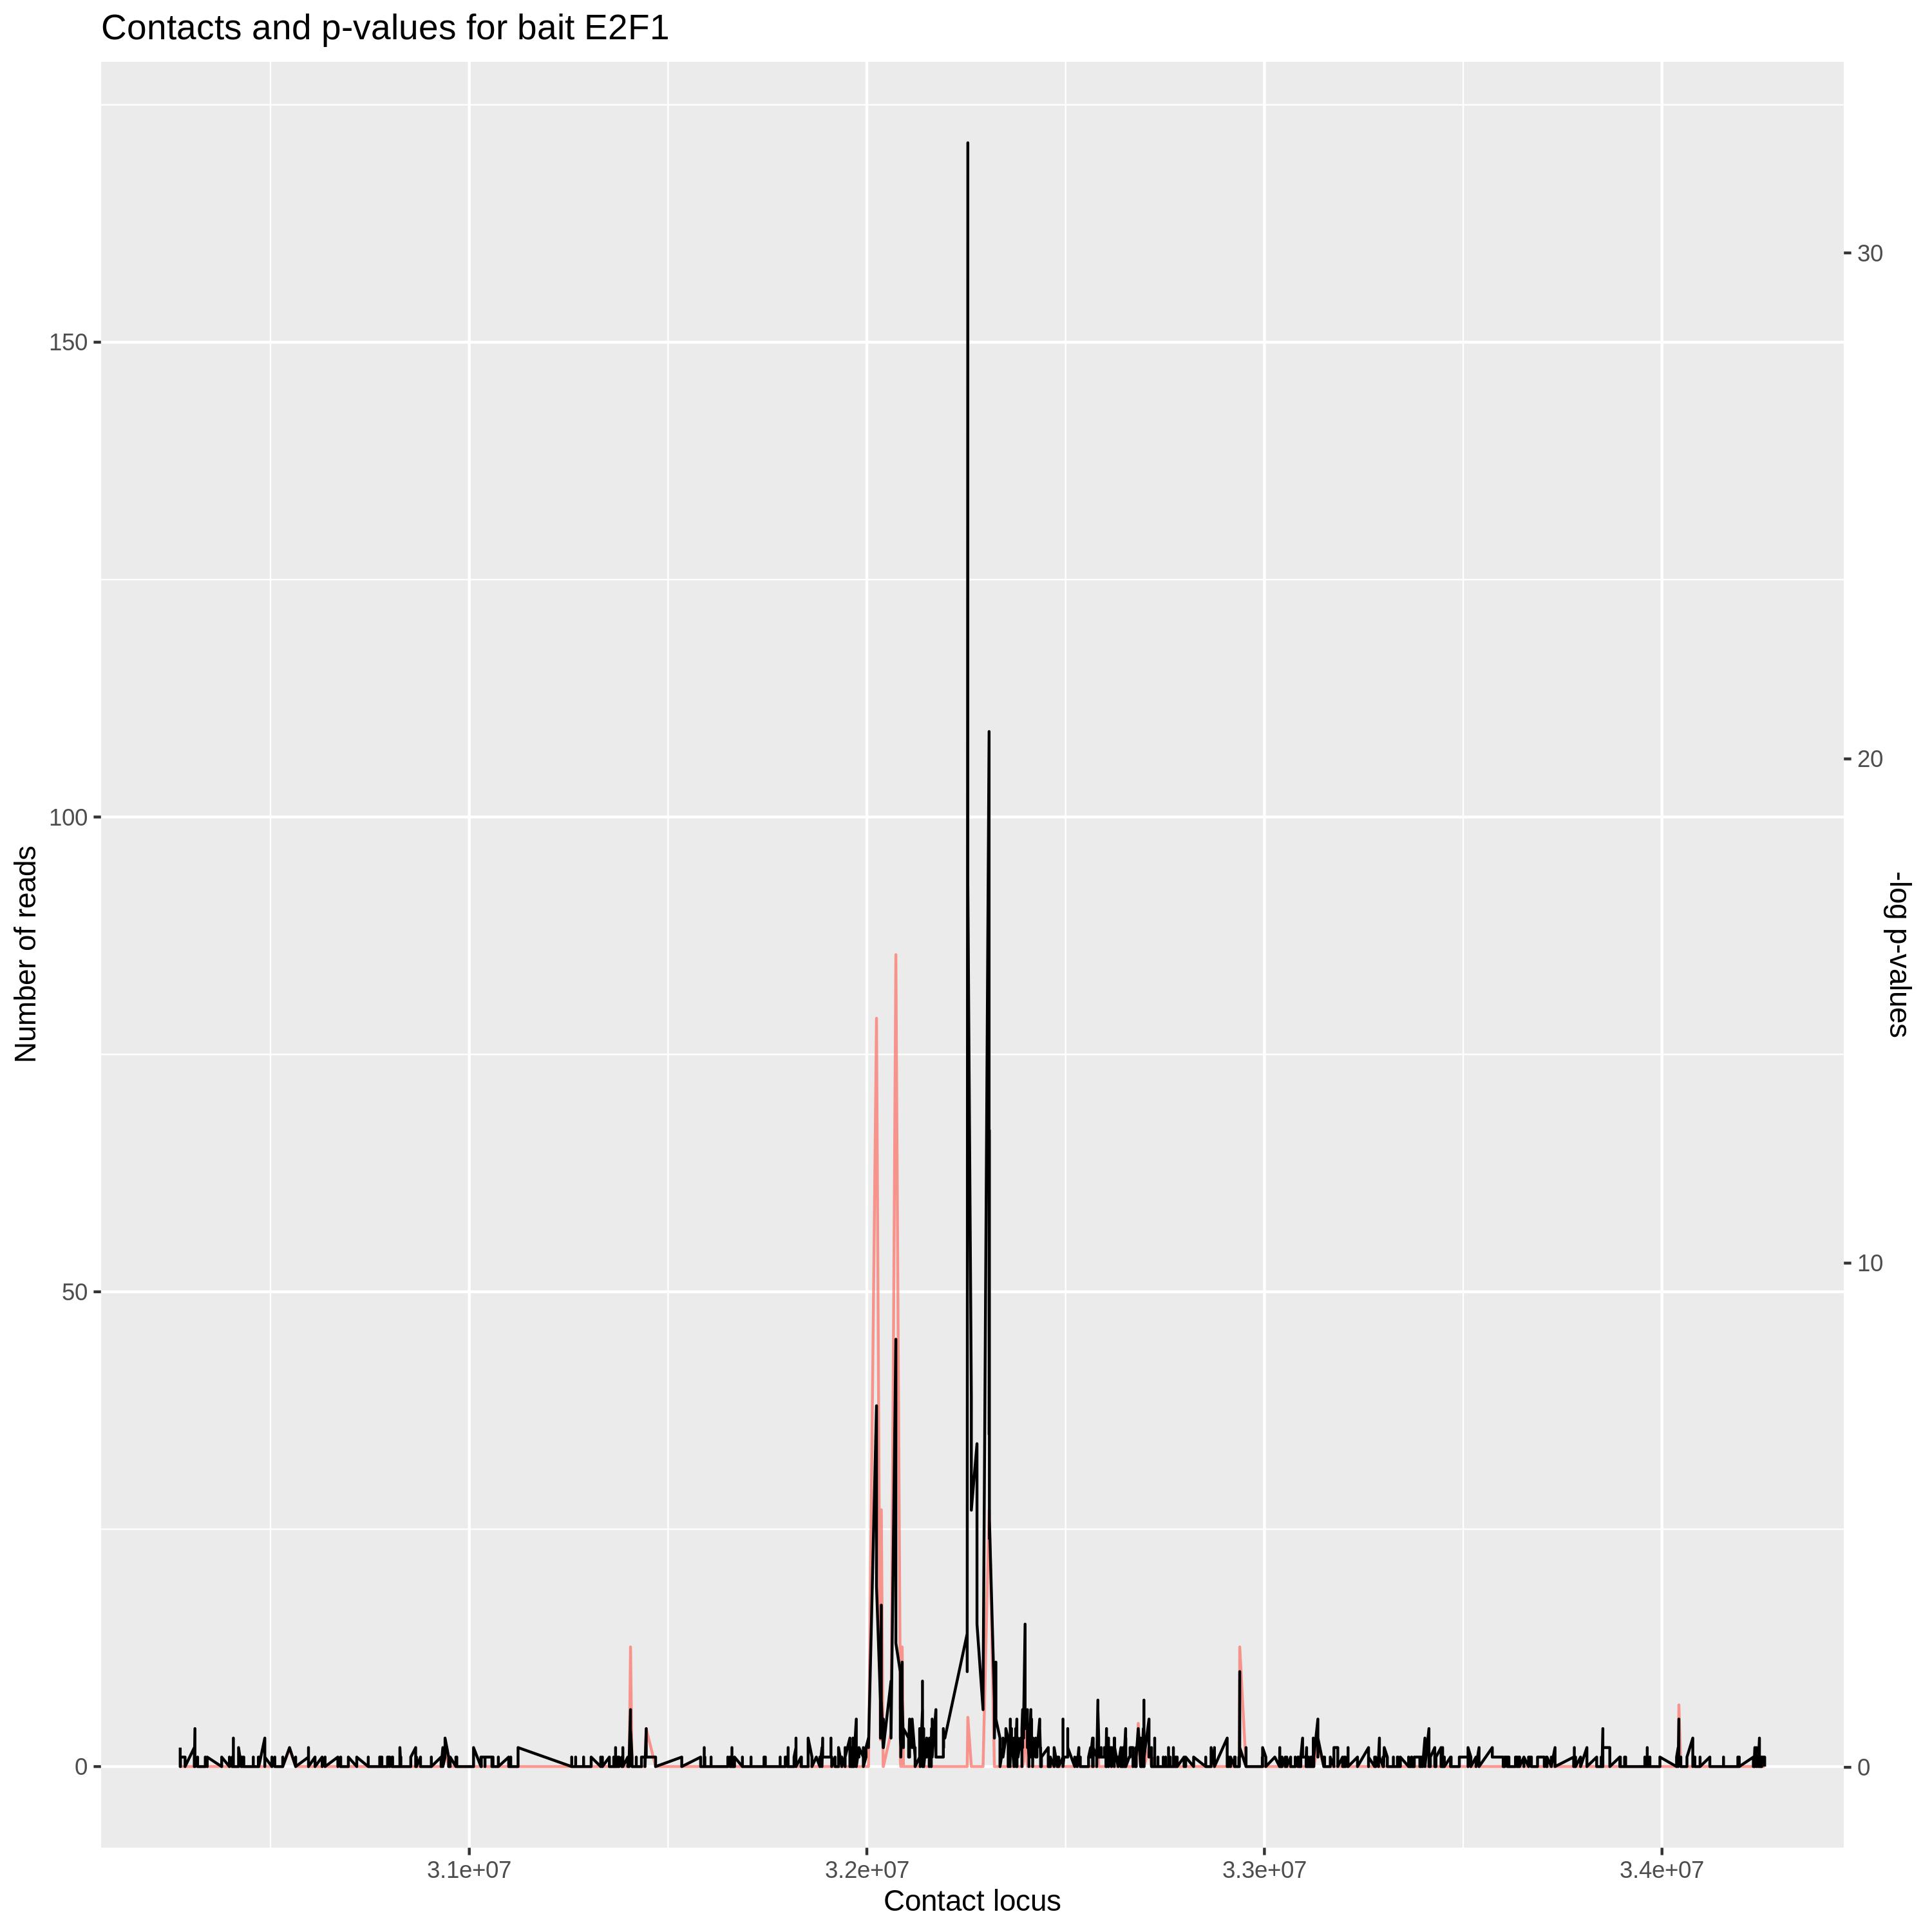 Contacts and p-values for bait E2F1
Number of reads
150
100
50
0
30
20
10
0
-log p-values
3.1e+07
3.2e+07
3.3e+07
3.4e+07
Contact locus